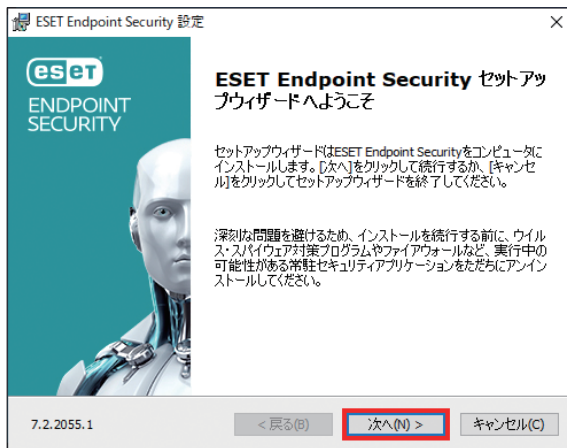 ESET Endpoint Security 設定
eset
ENDPOINT
SECURITY
ESET Endpoint Security セットアッ
プウィザードへようこそ
セットアップウィザードはESET Endpoint Securityをコンピュータに
インストールします。[次へ]をクリックして続行するか、[キャンセ
ル]をクリックしてセットアップウィザードを終了してください。
深刻な問題を避けるため、インストールを続行する前に、ウイル
ス・スパイウェア対策プログラムやファイアウォールなど、実行中の
可能性がある常駐セキュリティアプリケーションをただちにアンイン
ストールしてください。
7.2.2055.1
< 戻る(B)
次へ(N) >
キャンセル(C)